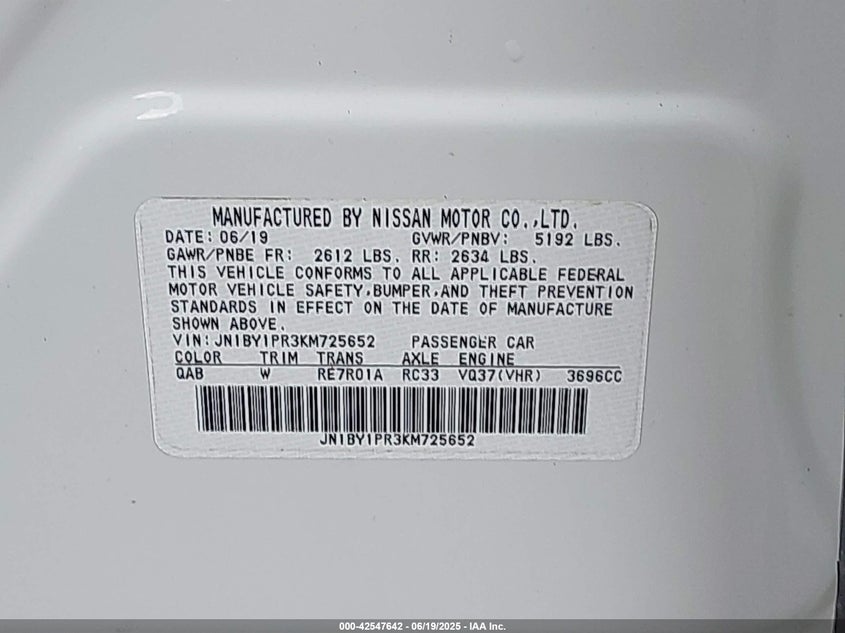 MANUFACTURED BY NISSAN MOTOR CO.,LTD.
DATE: 06/19 GVWR/PNBV: 5192 LBS.
GAWR/PNBE FR: 2612 LBS. RR: 2634 LBS.
THIS VEHICLE CONFORMS TO ALL APPLICABLE FEDERAL
MOTOR VEHICLE SAFETY,BUMPER,AND THEFT PREVENTION
STANDARDS IN EFFECT ON THE DATE OF MANUFACTURE
SHOWN ABOVE.
VIN:JN1BY1PR3KM725652 PASSENGER CAR
COLOR TRIM TRANS AXLE ENGINE
QAB W RE7R01A RC33 VQ37(VHR) 3696CC
JN1BY1PR3KM725652
000-42547642 - 06/19/2025 - IAA Inc.